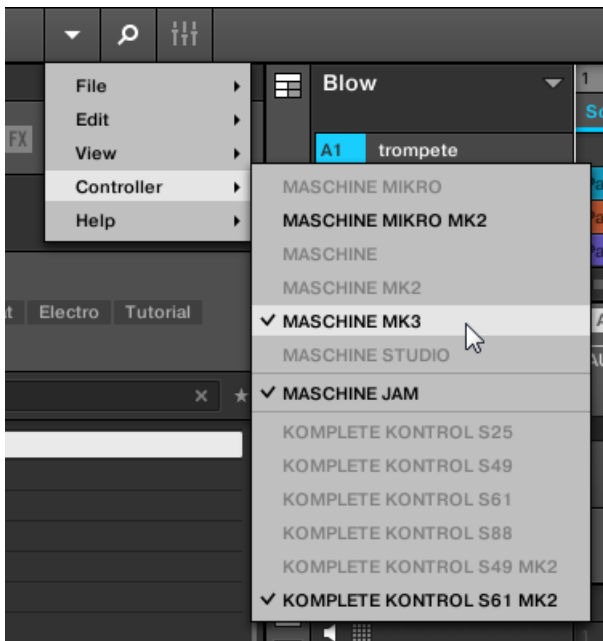 File
Edit
View
Controller
Help
FX
Electro
Tutorial
Blow
1
A1 trompete
MASCHINE MIKRO
MASCHINE MIKRO MK2
MASCHINE
MASCHINE MK2
MASCHINE MK3
MASCHINE STUDIO
MASCHINE JAM
KOMPLETE KONTROL S25
KOMPLETE KONTROL S49
KOMPLETE KONTROL S61
KOMPLETE KONTROL S88
KOMPLETE KONTROL S49 MK2
KOMPLETE KONTROL S61 MK2